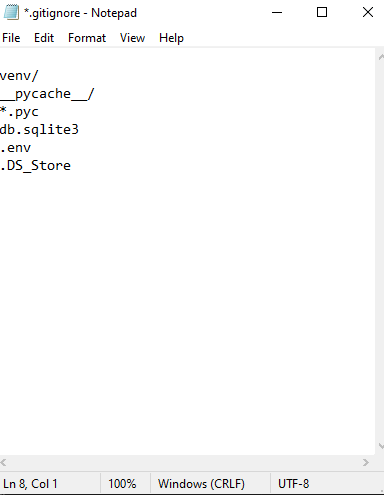 *.gitignore - Notepad
File Edit Format View Help
venv/
__pycache__/
*.pyc
db.sqlite3
.env
.DS_Store
Ln 8, Col 1 100% Windows (CRLF) UTF-8